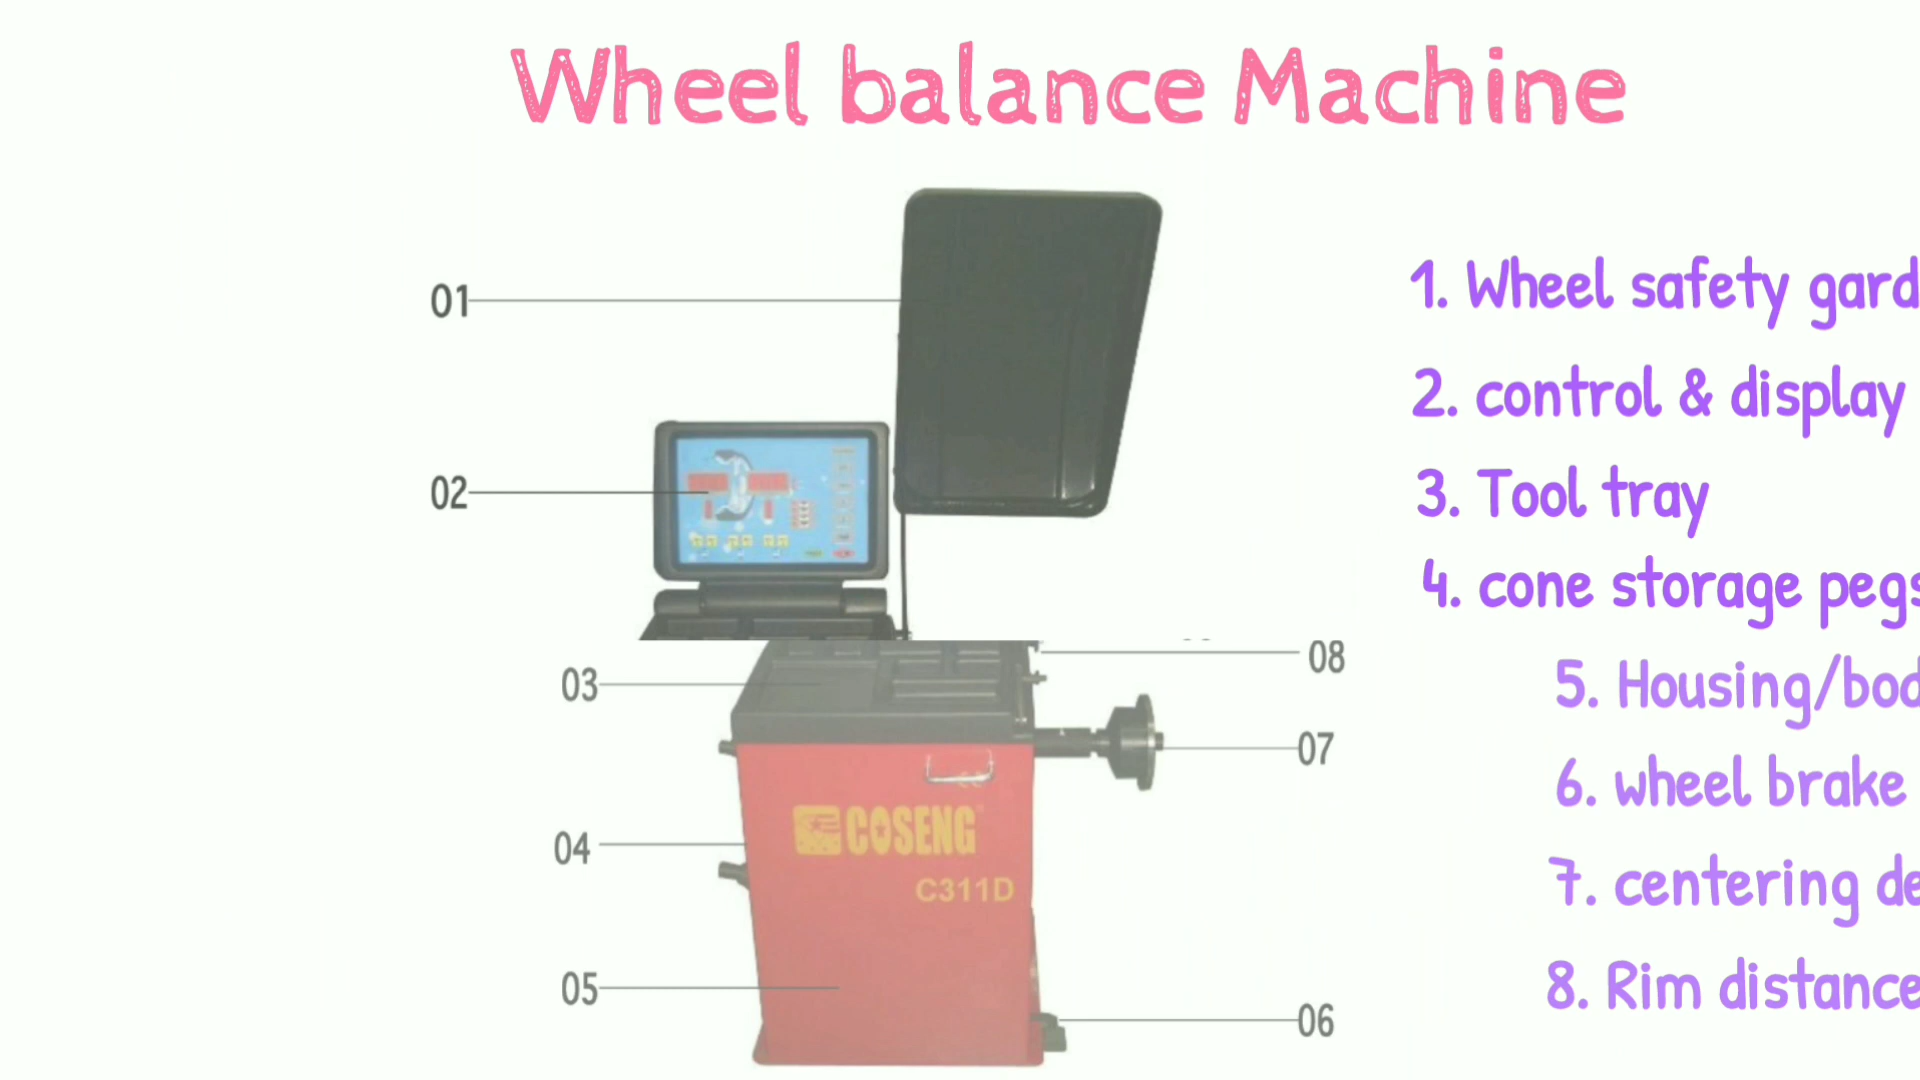 Wheel balance Machine
01
1. Wheel safety gard
2. control & display
02
3. Tool tray
4. cone storage pegs
03
08
5. Housing/bod
07
6. wheel brake
COSENG
04
C311D
7. centering de
05
8. Rim distance
06